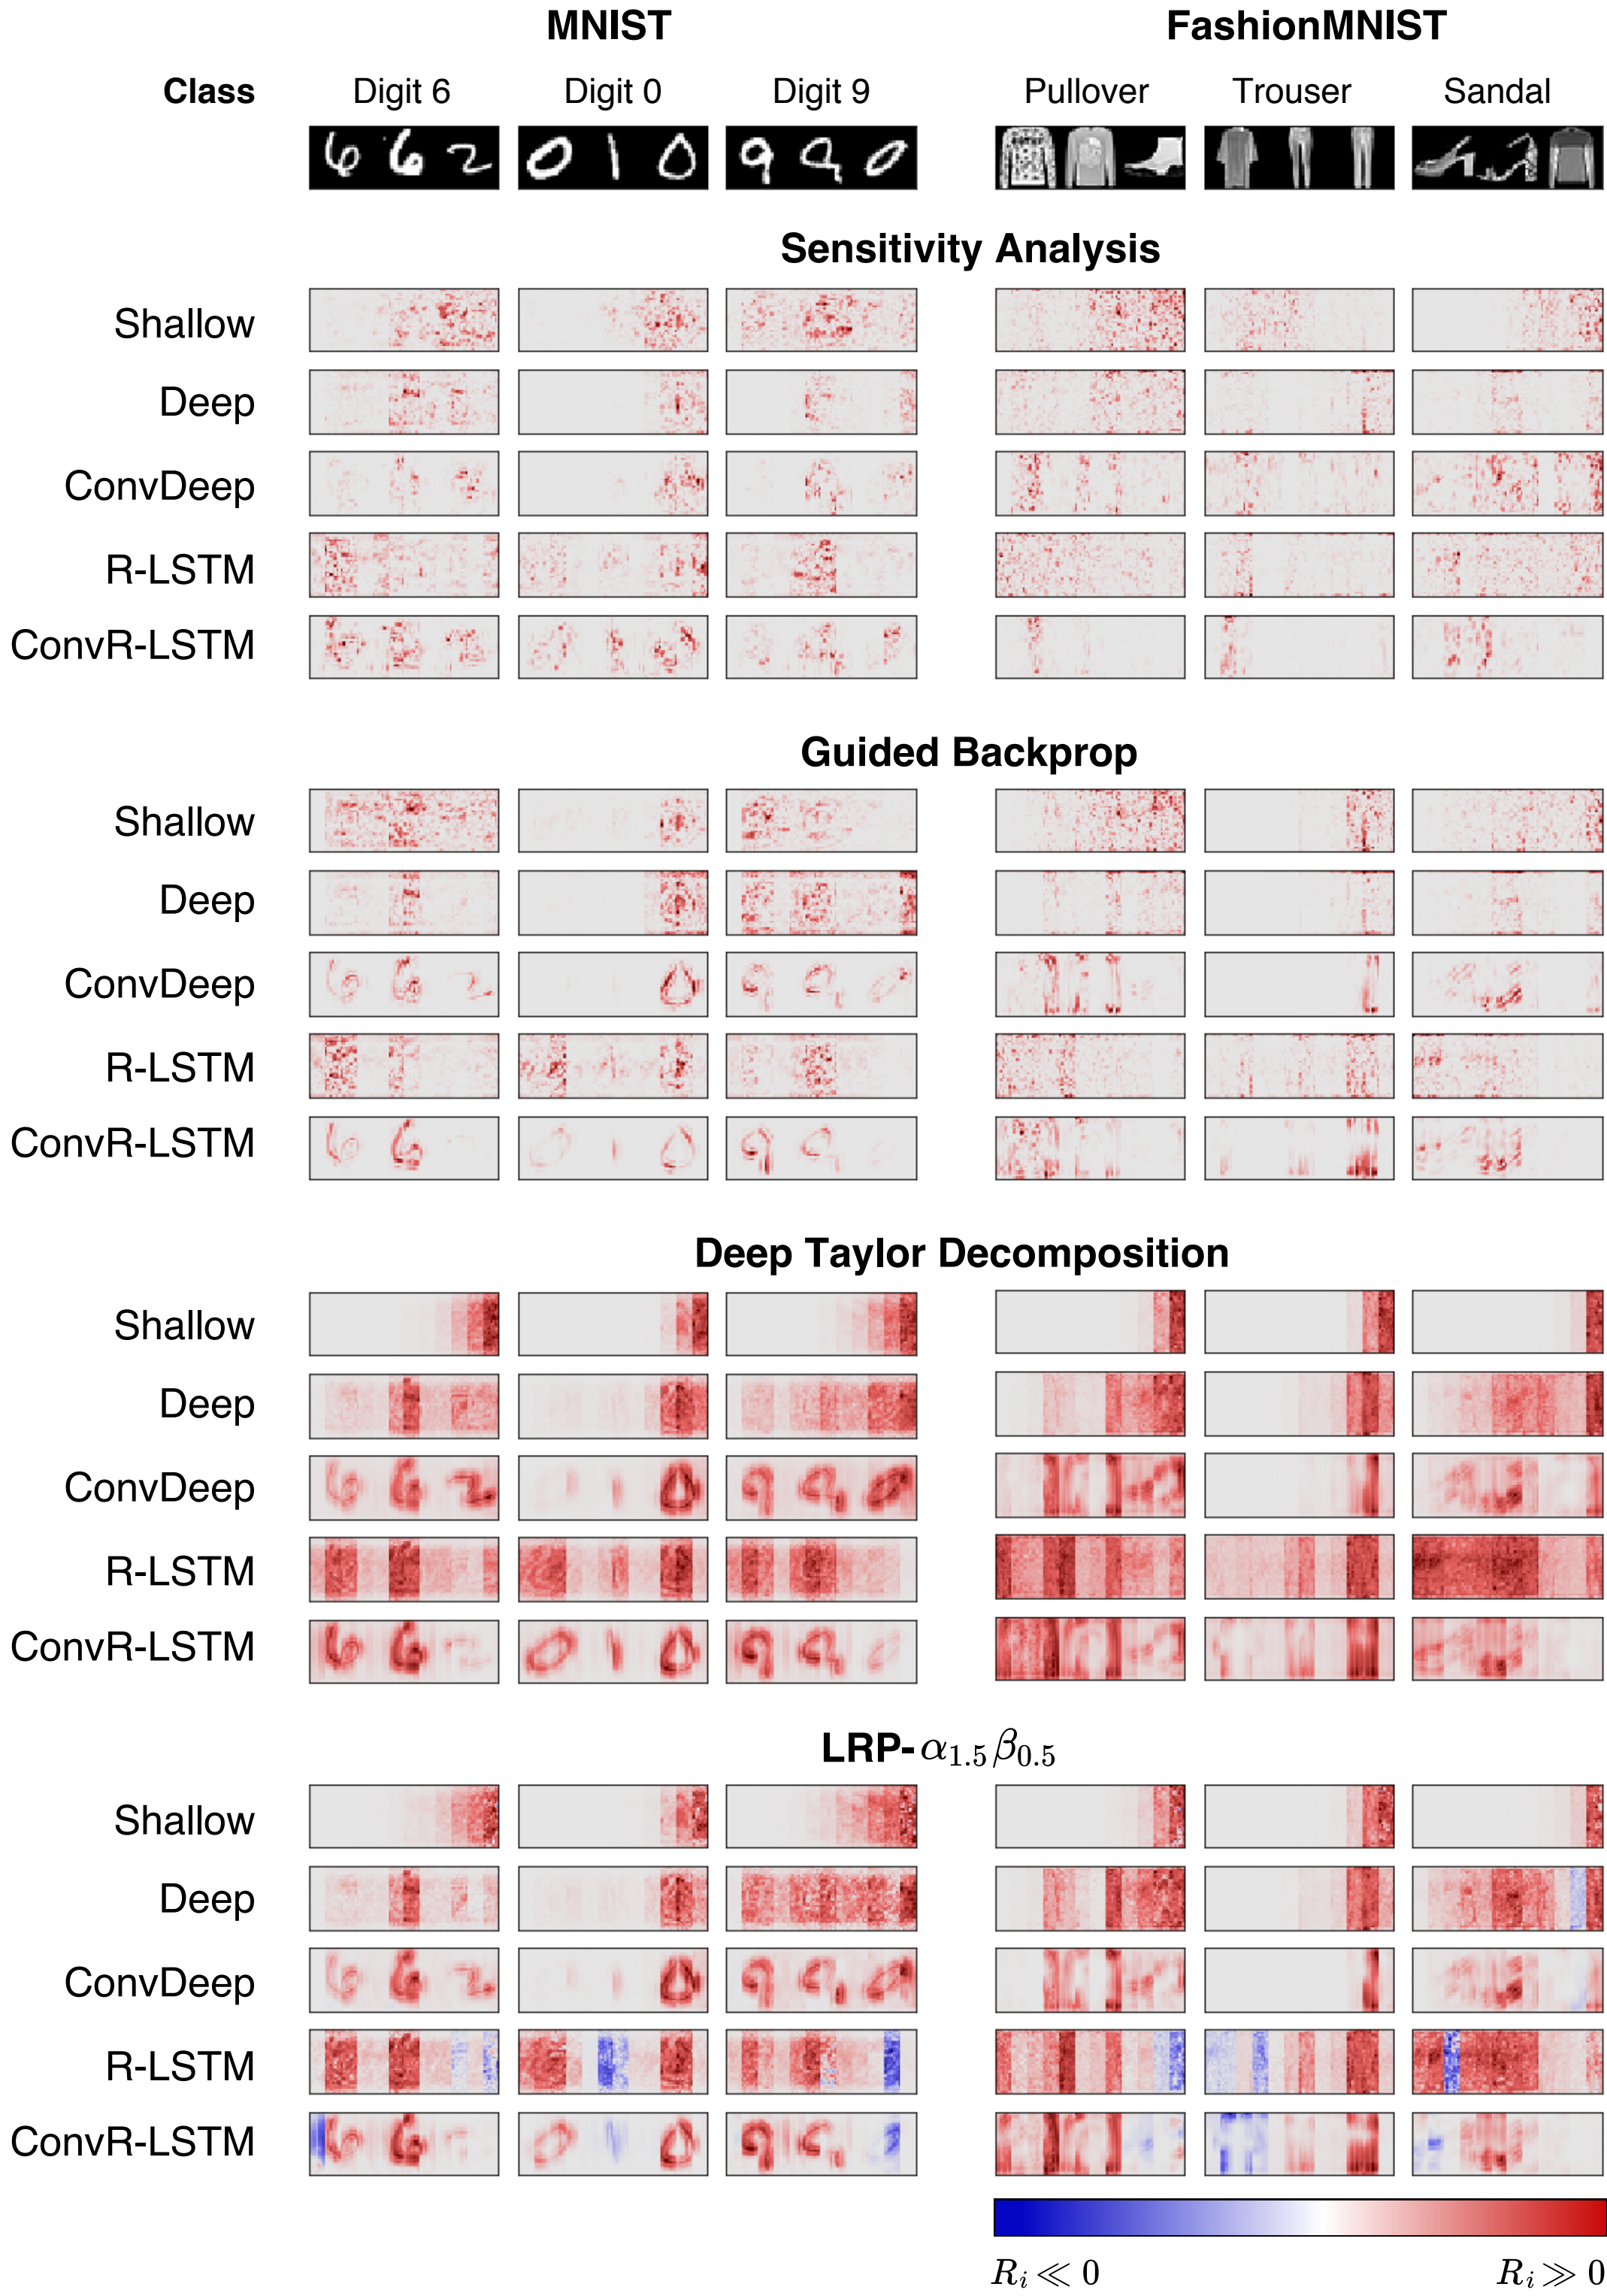 MNIST FashionMNIST
Class Digit 6 Digit 0 Digit 9 Pullover Trouser Sandal
Sensitivity Analysis
Shallow
Deep
ConvDeep
R-LSTM
ConvR-LSTM
Guided Backprop
Shallow
Deep
ConvDeep
R-LSTM
ConvR-LSTM
Deep Taylor Decomposition
Shallow
Deep
ConvDeep
R-LSTM
ConvR-LSTM
LRP-α₁.₅β₀.₅
Shallow
Deep
ConvDeep
R-LSTM
ConvR-LSTM
Rᵢ ≪ 0 Rᵢ ≫ 0